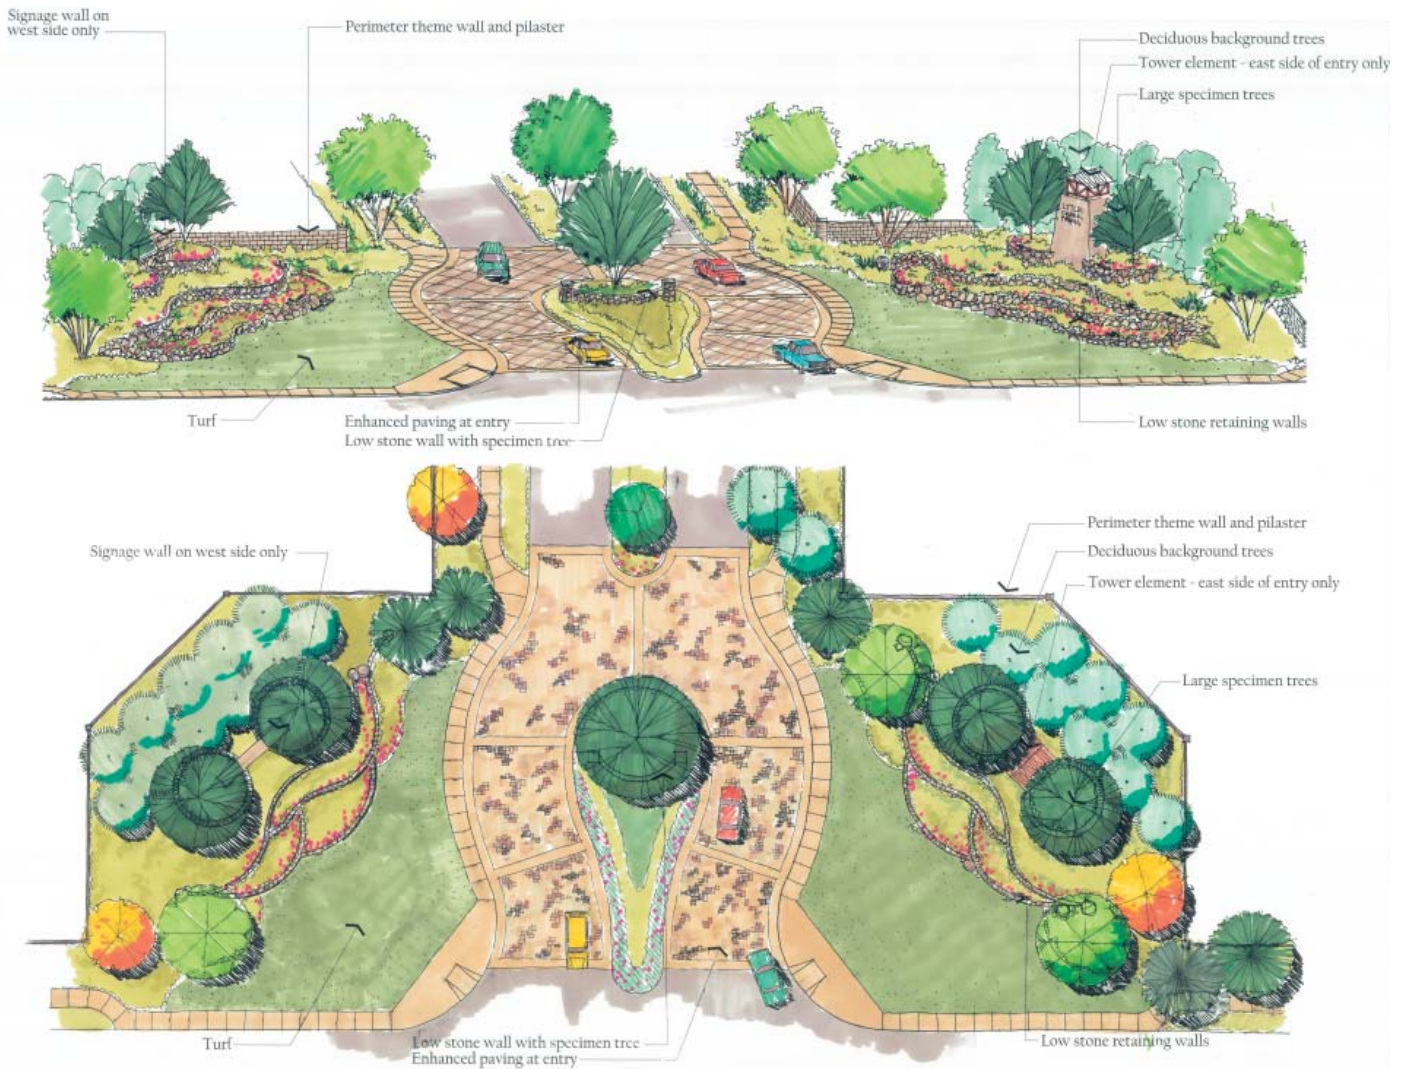 Signage wall on
west side only
Perimeter theme wall and pilaster
Deciduous background trees
Tower element - east side of entry only
Large specimen trees
Turf
Enhanced paving at entry
Low stone wall with specimen tree
Low stone retaining walls
Signage wall on west side only
Perimeter theme wall and pilaster
Deciduous background trees
Tower element - east side of entry only
Large specimen trees
Turf
Low stone wall with specimen tree
Enhanced paving at entry
Low stone retaining walls